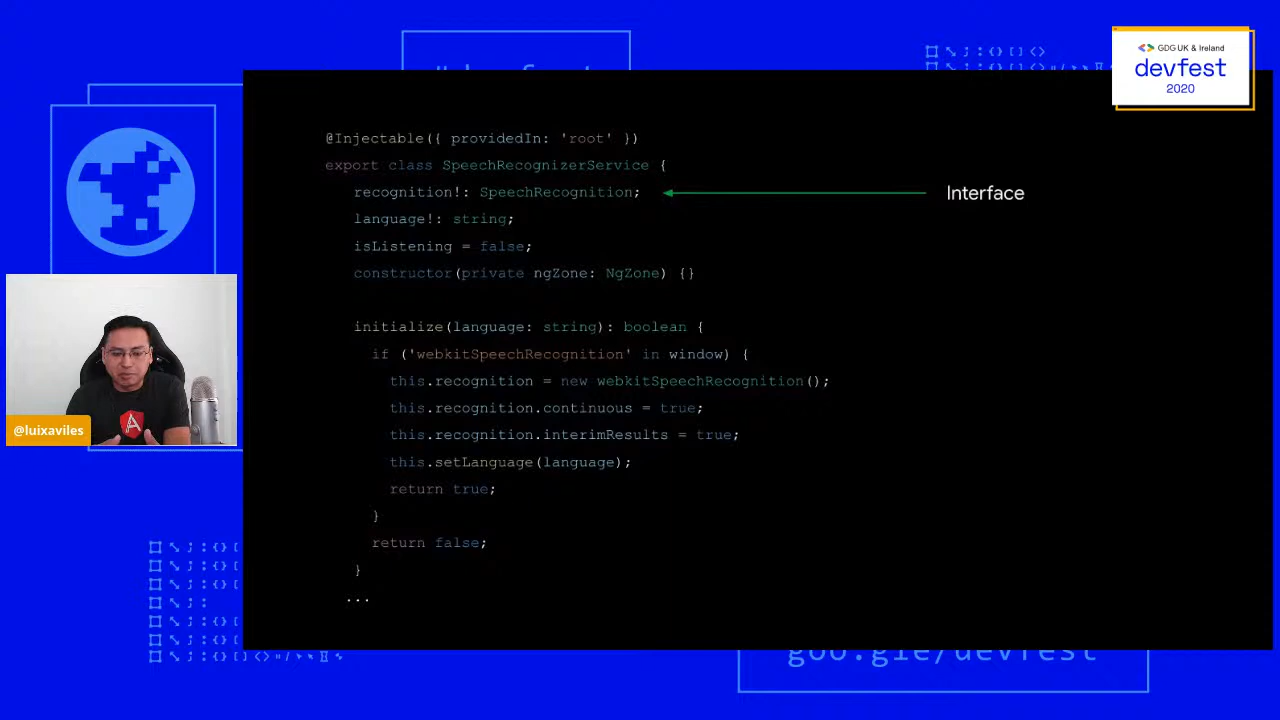 GDG UK & Ireland
devfest
2020
@Injectable({ providedIn: 'root' })
export class SpeechRecognizerService {
recognition!: SpeechRecognition;
Interface
language!: string;
isListening = false;
constructor(private ngZone: NgZone) {}
initialize(language: string): boolean {
if ('webkitSpeechRecognition' in window) {
this.recognition = new webkitSpeechRecognition();
this.recognition.continuous = true;
this.recognition.interimResults = true;
this.setLanguage(language);
return true;
}
return false;
}
...
@luixaviles
goo.gle/devfest